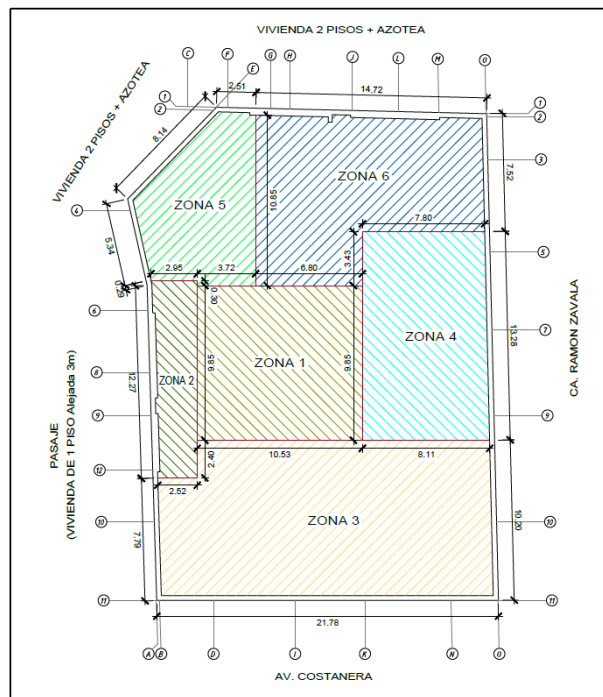 VIVIENDA 2 PISOS + AZOTEA
C F E G H J L M O
2.51 14.72
1 1
2 2
VIVIENDA 2 PISOS + AZOTEA
8.14
3
7.52
ZONA 6
10.85
ZONA 5
4
7.80
5.34
3.43
5
2.95 3.72 6.80
0.29
0.30
6
7
ZONA 4
13.28
CA. RAMON ZAVALA
ZONA 1
9.85 9.85
8
ZONA 2
12.27
PASAJE
(VIVIENDA DE 1 PISO Alejada 3m)
9 9
10.53 8.11
2.40
12
2.52
ZONA 3
10 10
10.20
7.79
11 11
21.78
A B D I K N O
AV. COSTANERA